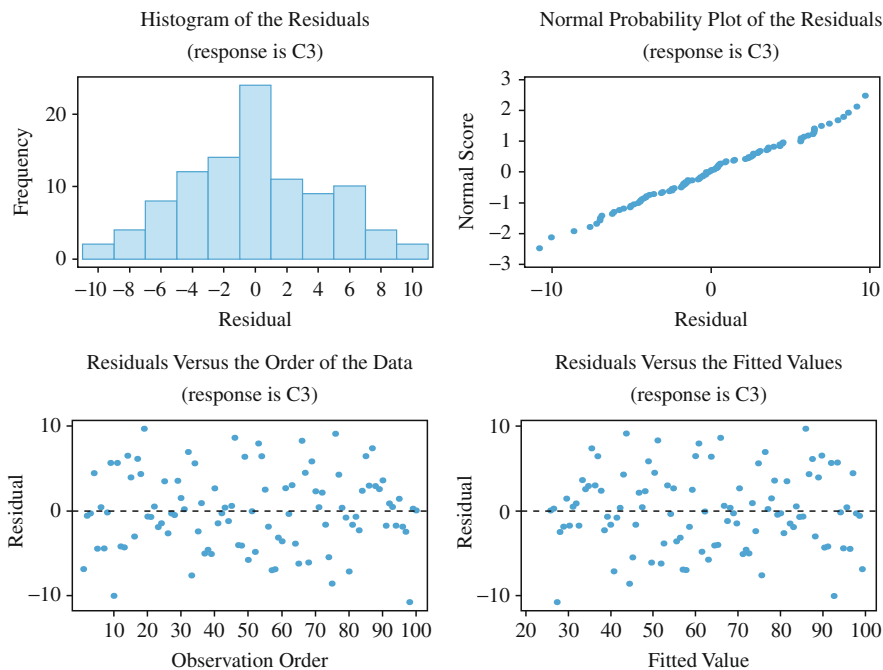 Histogram of the Residuals
(response is C3)
Frequency
20
10
0
−10 −8 −6 −4 −2 0 2 4 6 8 10
Residual
Normal Probability Plot of the Residuals
(response is C3)
Normal Score
3
2
1
0
−1
−2
−3
−10 0 10
Residual
Residuals Versus the Order of the Data
(response is C3)
Residual
10
0
−10
10 20 30 40 50 60 70 80 90 100
Observation Order
Residuals Versus the Fitted Values
(response is C3)
Residual
10
0
−10
20 30 40 50 60 70 80 90 100
Fitted Value